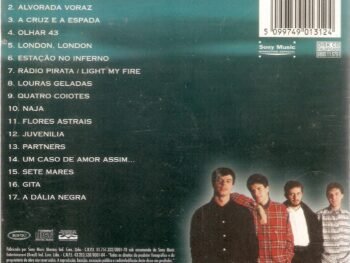 2. ALVORADA VORAZ
3. A CRUZ E A ESPADA
4. OLHAR 43
5. LONDON, LONDON
6. ESTAÇÃO NO INFERNO
7. RÁDIO PIRATA / LIGHT MY FIRE
8. LOURAS GELADAS
9. QUATRO COIOTES
10. NAJA
11. FLORES ASTRAIS
12. JUVENILIA
13. PARTNERS
14. UM CASO DE AMOR ASSIM...
15. SETE MARES
16. GITA
17. A DÁLIA NEGRA
Sony Music
5 099749 013124